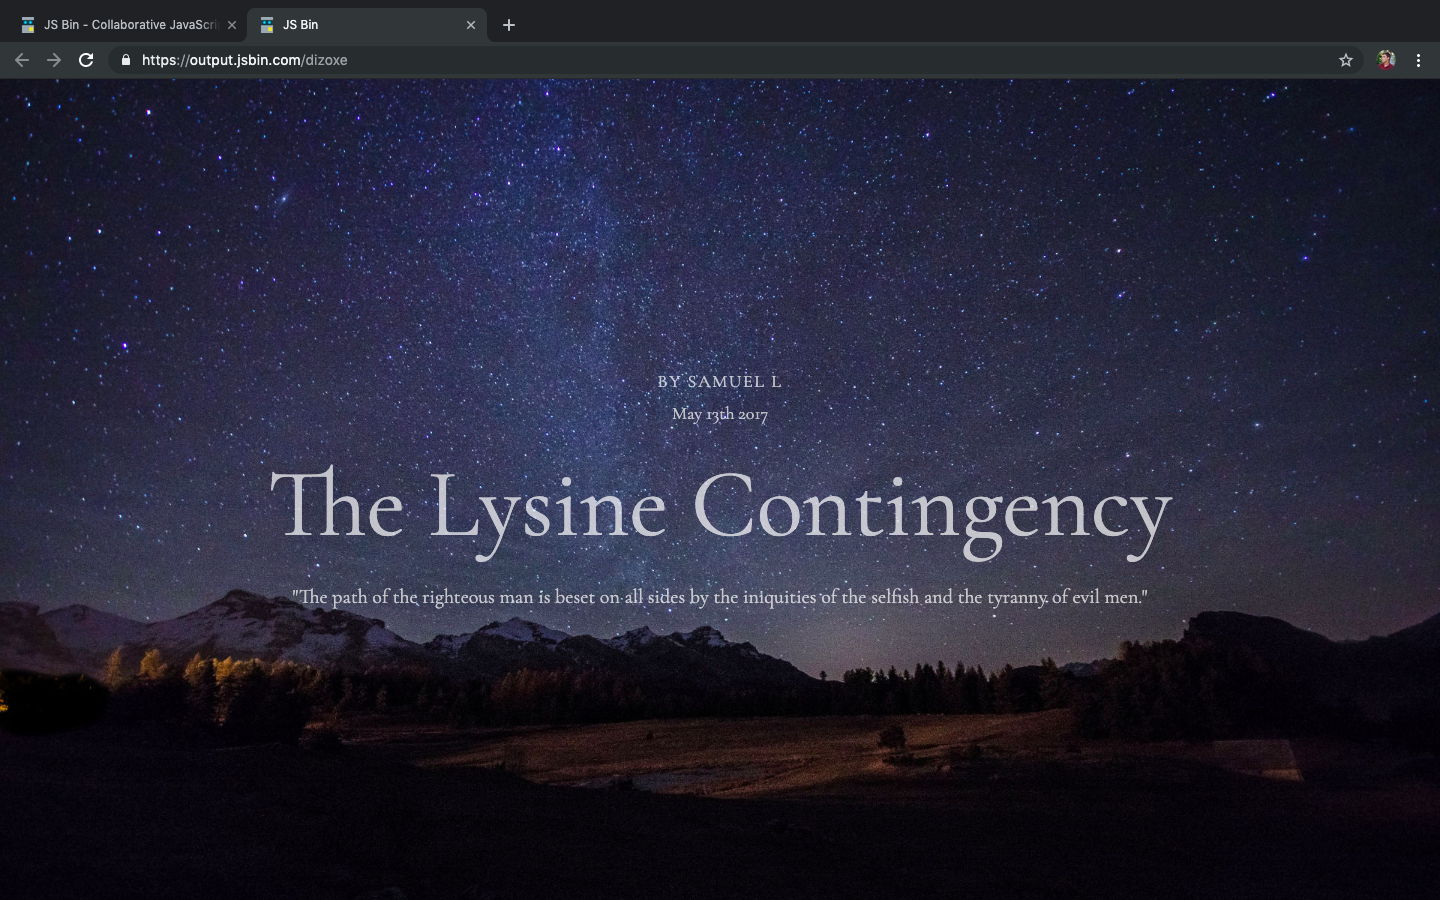 JS Bin - Collaborative JavaScri
JS Bin
https://output.jsbin.com/dizoxe
BY SAMUEL L
May 13th 2017
The Lysine Contingency
"The path of the righteous man is beset on all sides by the iniquities of the selfish and the tyranny of evil men."